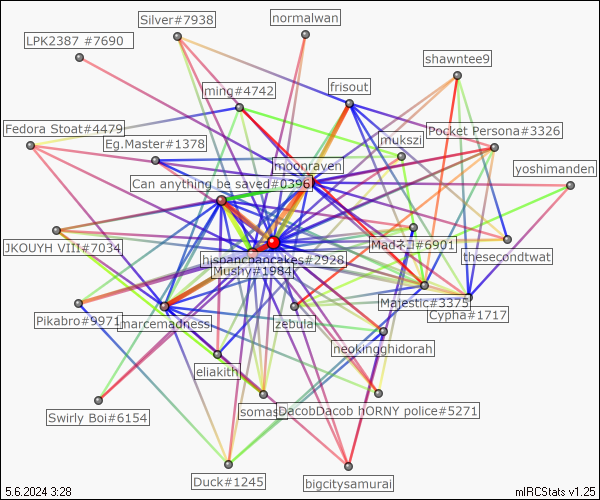 Silver#7938
normalwan
LPK2387 #7690
shawntee9
ming#4742
frisout
Fedora Stoat#4479
Eg.Master#1378
mukszi
Pocket Persona#3326
moonraven
yoshimanden
Can anything be saved#0396
JKOUYH VIII#7034
hispancpancakes#2928
Madネコ#6901
thesecondtwat
Mushy#1984
Pikabro#9971
marcemadness
zebula
Majestic#3375
Cypha#1717
neokingghidorah
eliakith
Swirly Boi#6154
somas
DacobDacob hORNY police#5271
Duck#1245
bigcitysamurai
5.6.2024 3:28
mIRCStats v1.25